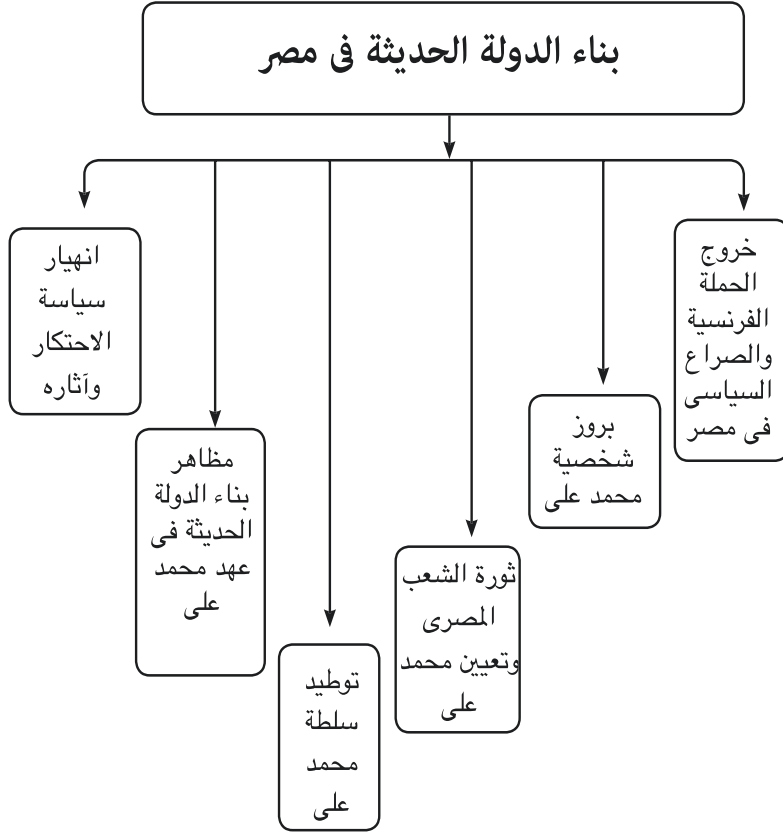 بناء الدولة الحديثة فى مصر
خروج
الحملة
الفرنسية
والصراع
السياسى
فى مصر
بروز
شخصية
محمد على
ثورة الشعب
المصرى
وتعيين محمد
على
توطيد
سلطة
محمد
على
مظاهر
بناء الدولة
الحديثة فى
عهد محمد
على
انهيار
سياسة
الاحتكار
وآثاره